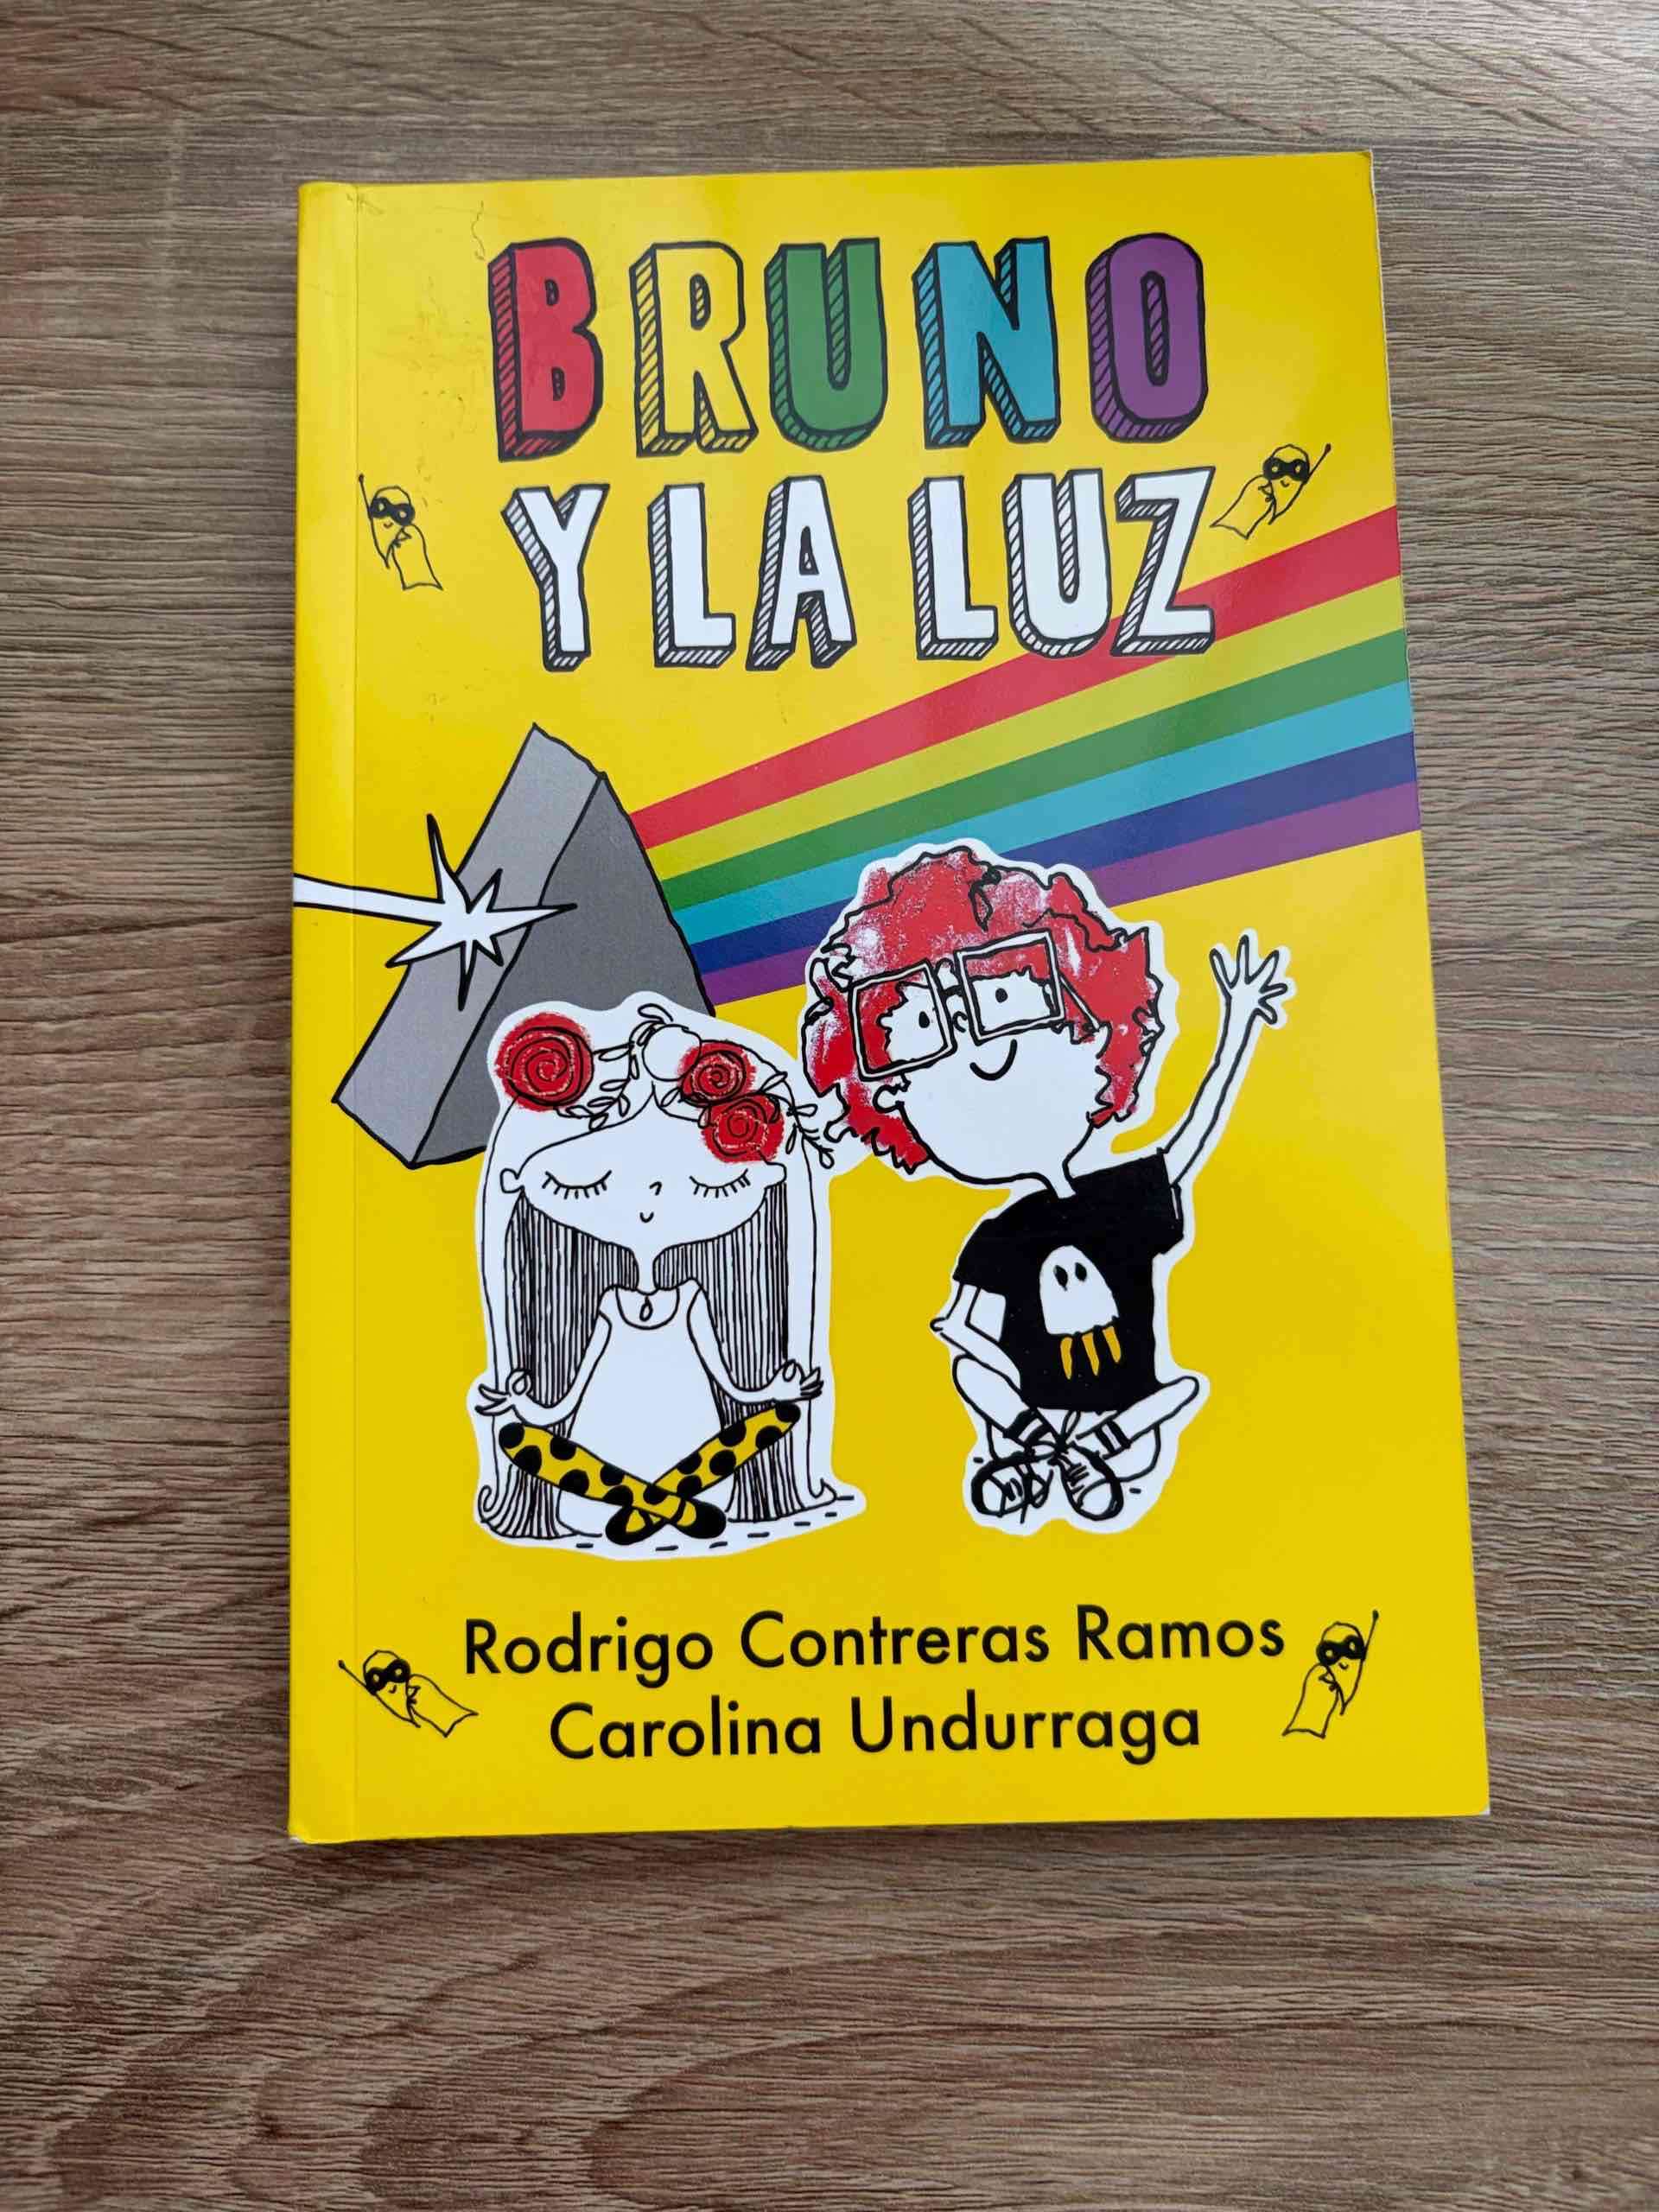 BRUNO
Y LA LUZ
Rodrigo Contreras Ramos
Carolina Undurraga